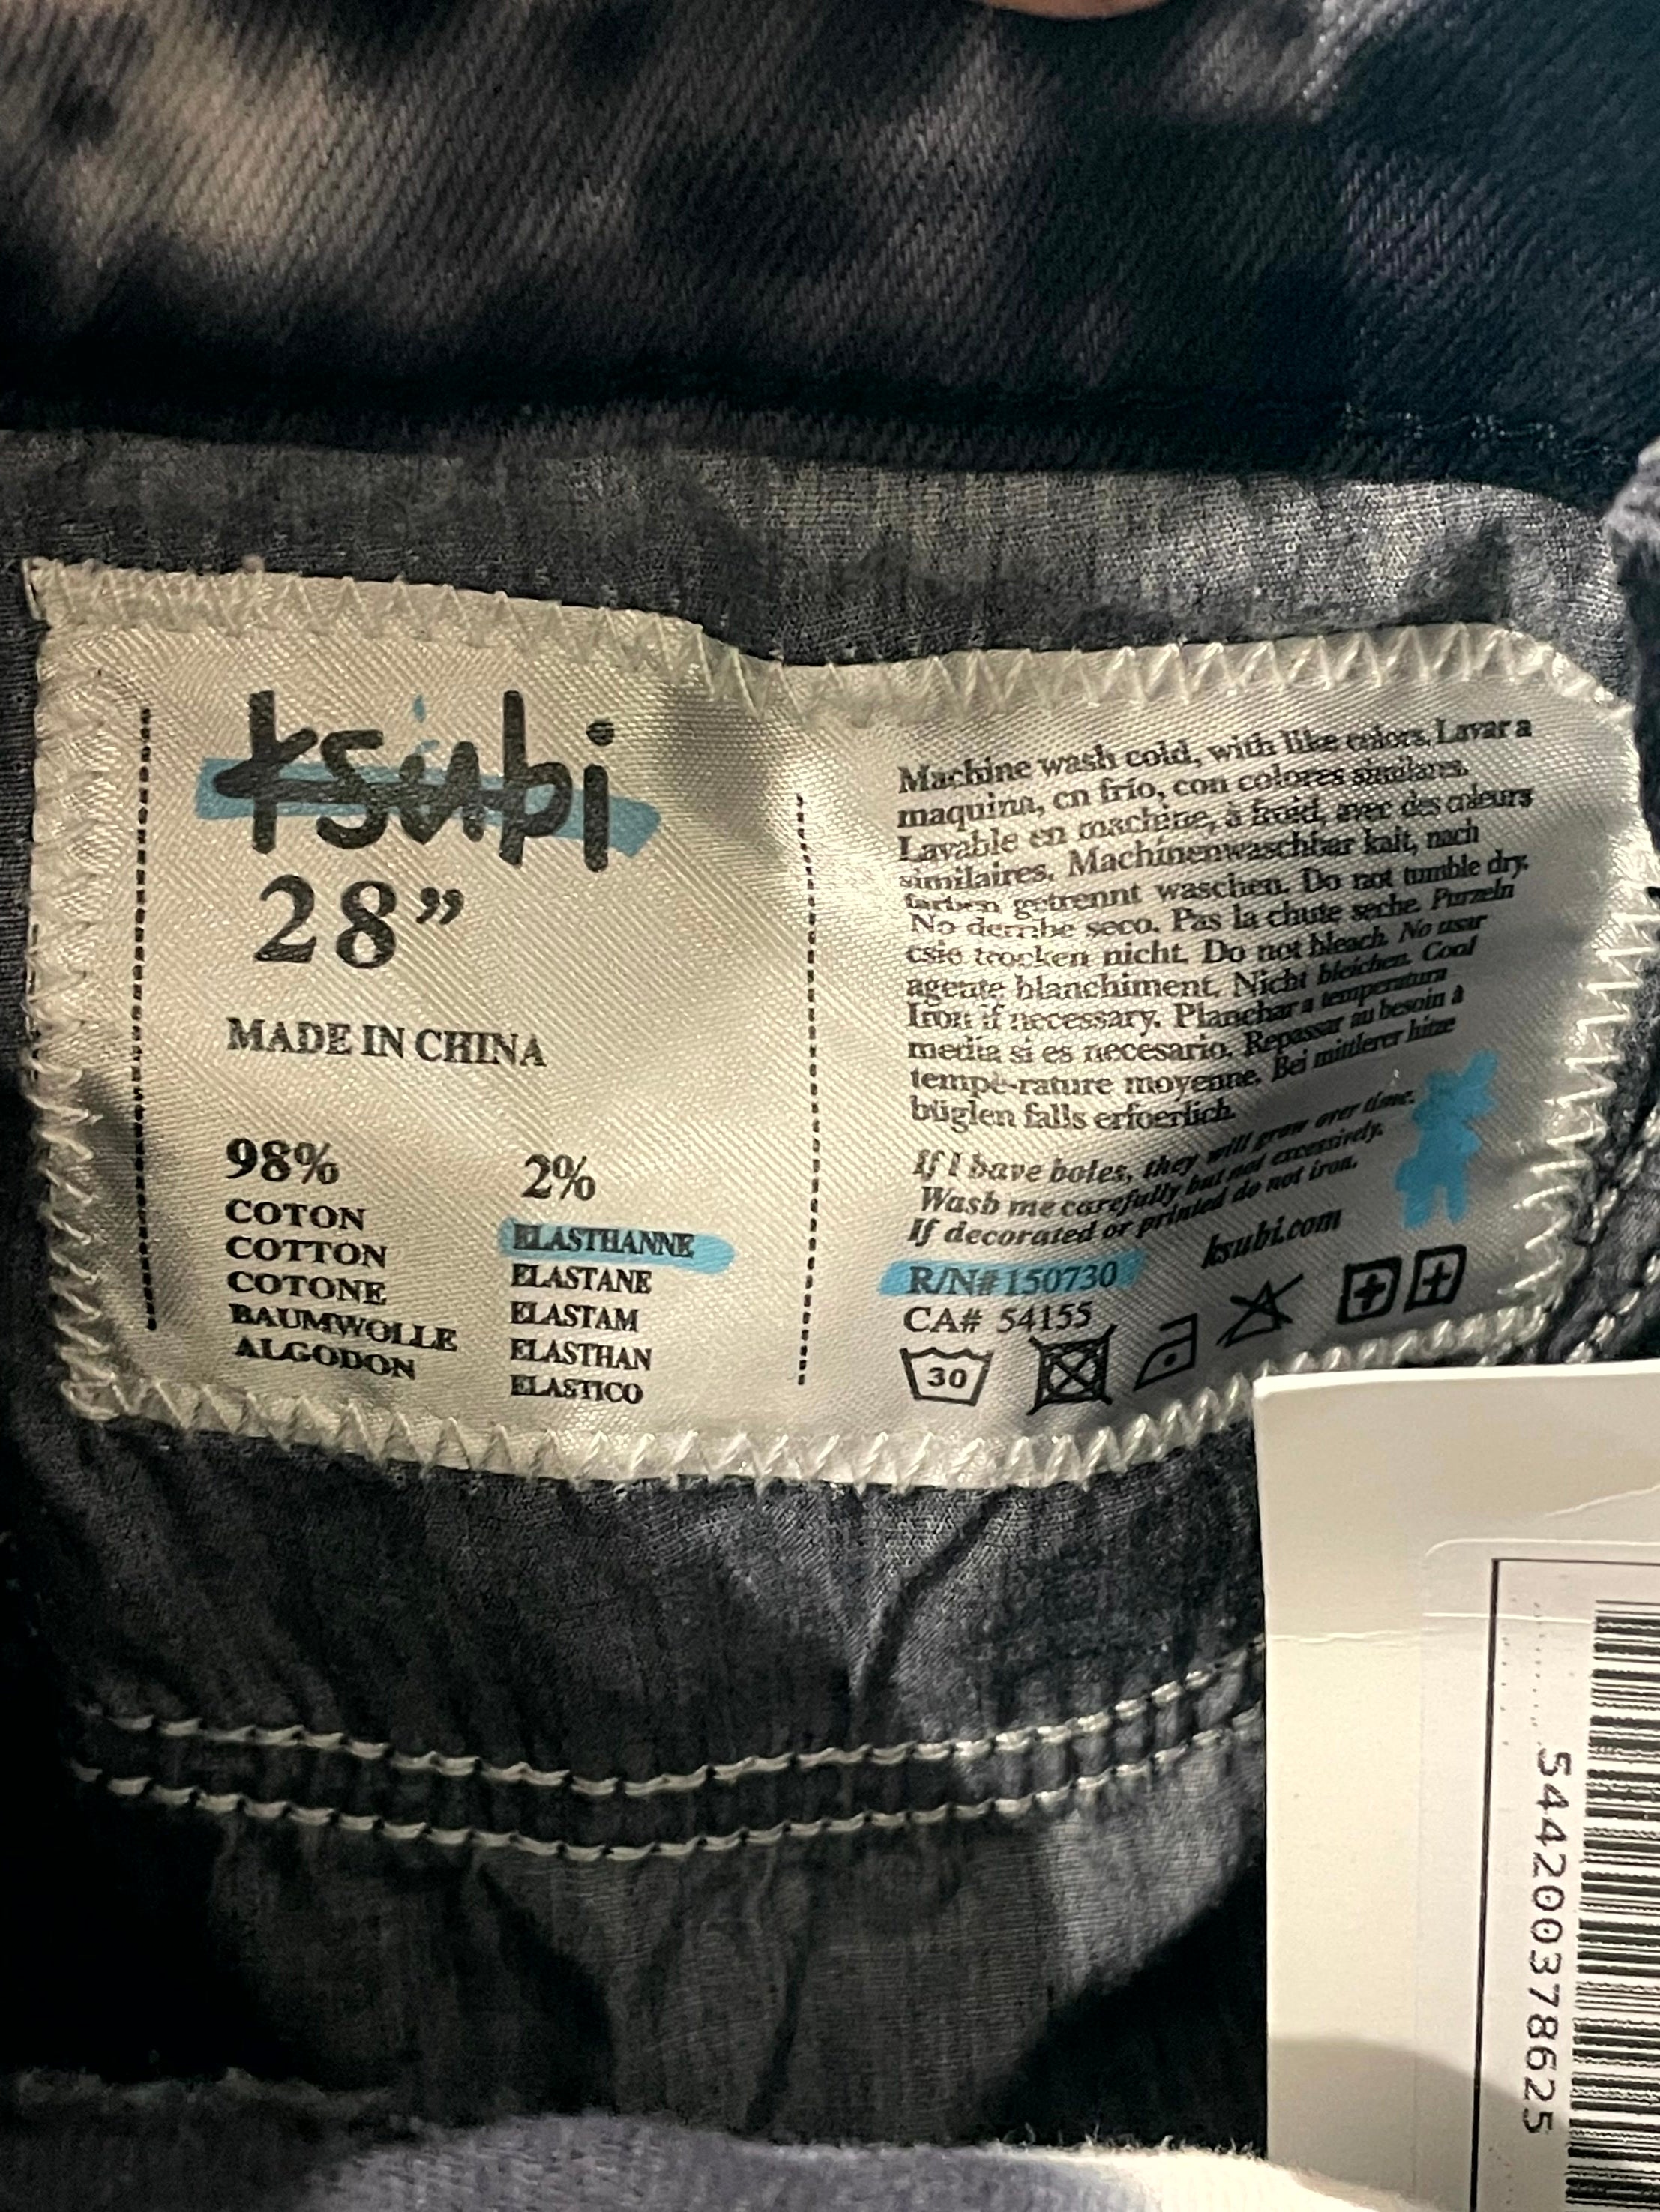 ksubi
28”
MADE IN CHINA
98%
COTON
COTTON
COTONE
BAUMWOLLE
ALGODON
2%
ELASTHANNE
ELASTANE
ELASTAM
ELASTHAN
ELASTICO
Machine wash cold, with like colors. Lavar a
maquina, en frio, con colores similares.
Lavable en machine, à froid, avec des couleurs
similaires. Machinenwaschbar kalt, nach
farben getrennt waschen. Do not tumble dry.
No derribe seco. Pas la chute seche. Purzeln
csie trocken nicht. Do not bleach. No usar
agente blanchiment. Nicht bleichen. Cool
Iron if necessary. Planchar a temperatura
media si es necesario. Repassar au besoin à
tempé-rature moyenne. Bei mittlerer hitze
büglen falls erfoerlich.
If I have holes, they will grow over time.
Wash me carefully but not excessively.
If decorated or printed do not iron.
ksubi.com
R/N# 150730
CA# 54155
30
544200378625